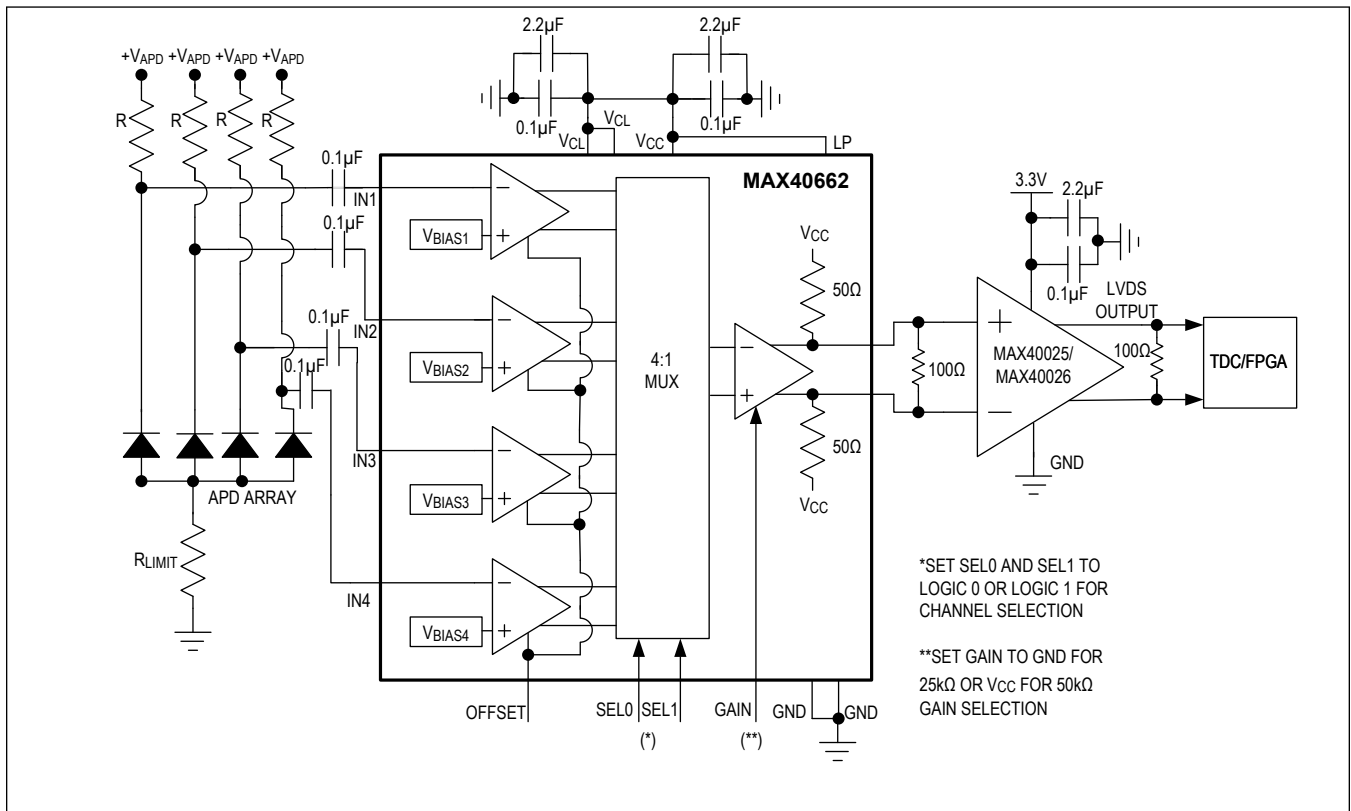 2.2µF
2.2µF
+VAPD +VAPD +VAPD +VAPD
0.1µF
0.1µF
R
R
R
R
VCL
VCL
VCC
LP
MAX40662
0.1µF
IN1
0.1µF
IN2
0.1µF
0.1µF
IN3
IN4
VBIAS1
VBIAS2
VBIAS3
VBIAS4
- +
- +
- +
- +
4:1
MUX
- +
VCC
50Ω
50Ω
VCC
100Ω
3.3V
2.2µF
0.1µF
LVDS
OUTPUT
+
MAX40025/
MAX40026
−
100Ω
TDC/FPGA
GND
APD ARRAY
RLIMIT
OFFSET
SEL0 SEL1
(*)
GAIN
(**)
GND
GND
*SET SEL0 AND SEL1 TO
LOGIC 0 OR LOGIC 1 FOR
CHANNEL SELECTION
**SET GAIN TO GND FOR
25kΩ OR VCC FOR 50kΩ
GAIN SELECTION